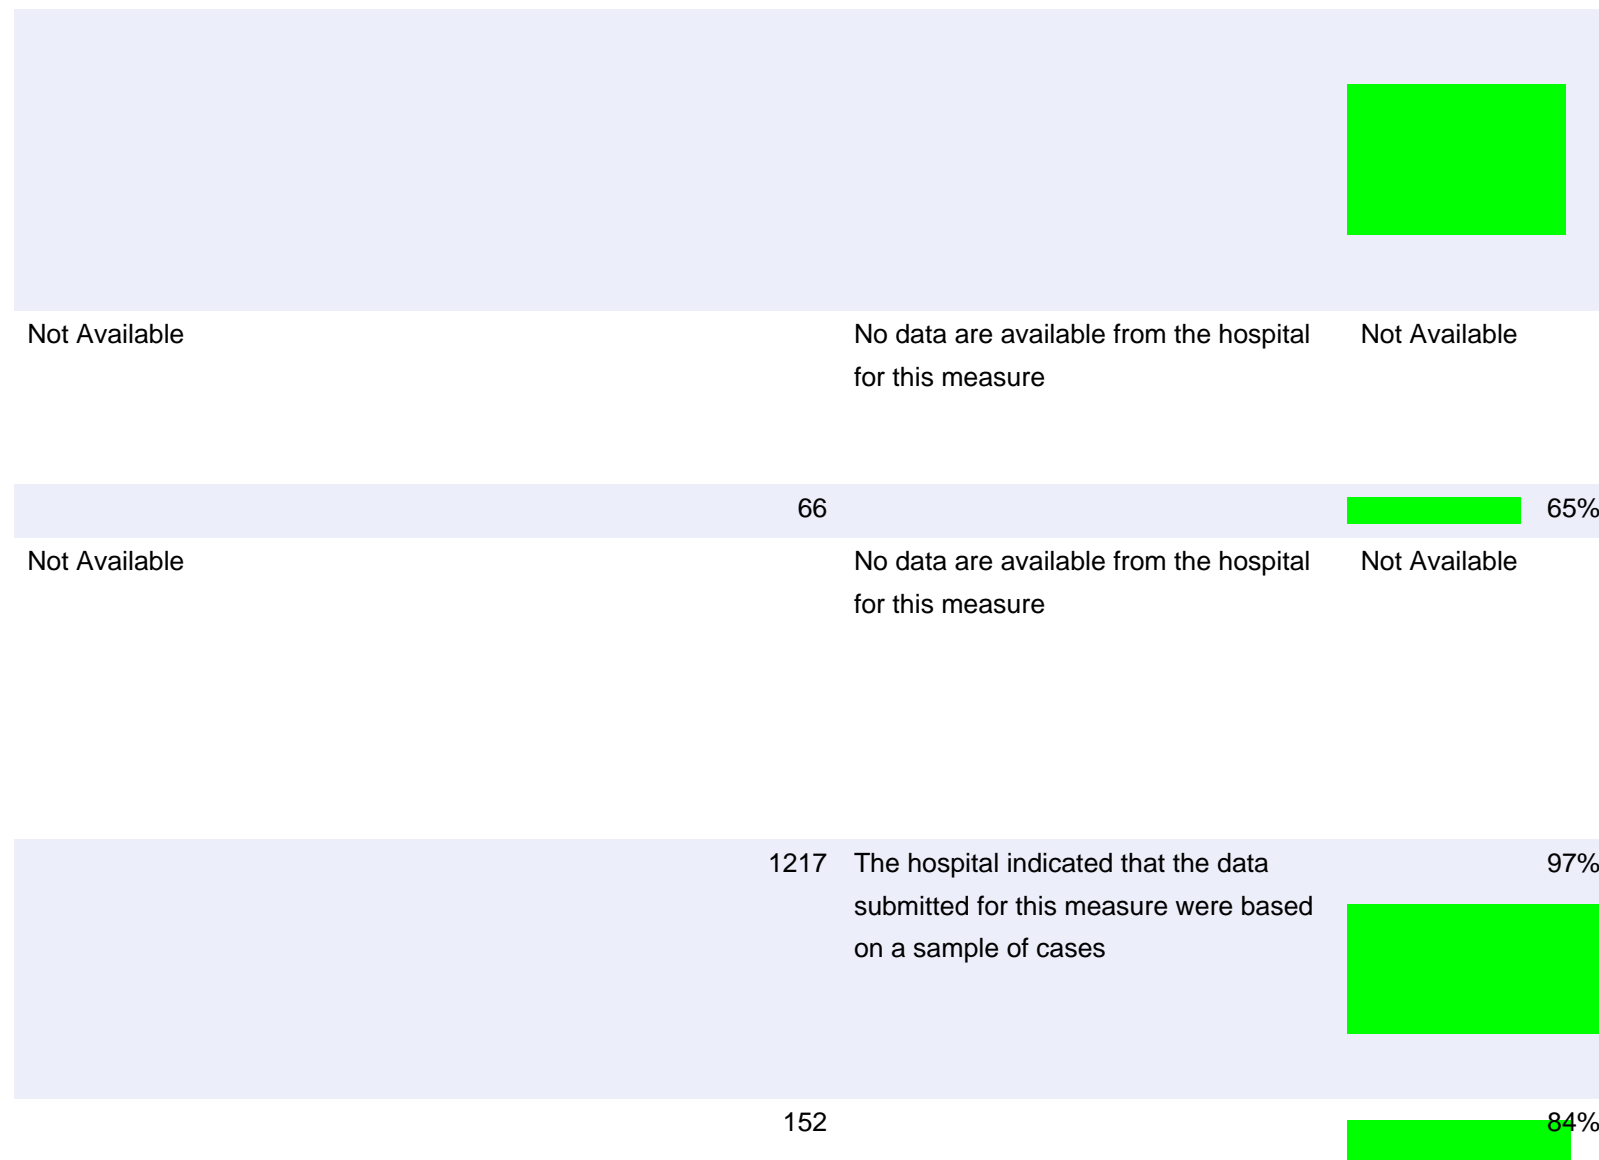 Not Available No data are available from the hospital Not Available
for this measure
66 65%
Not Available No data are available from the hospital Not Available
for this measure
1217 The hospital indicated that the data 97%
submitted for this measure were based
on a sample of cases
152 84%